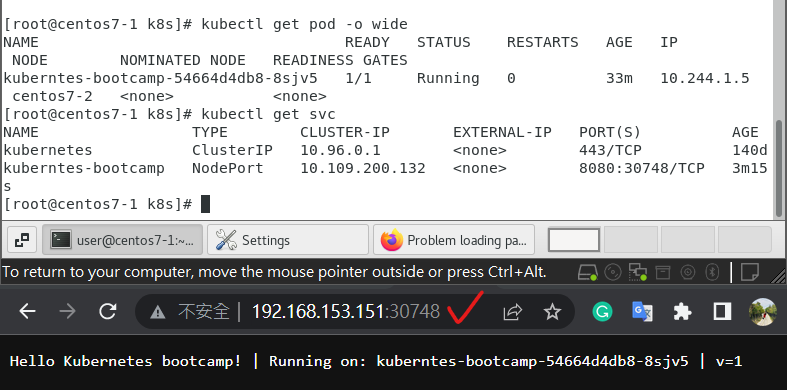 [root@centos7-1 k8s]# kubectl get pod -o wide
NAME                                   READY   STATUS    RESTARTS   AGE   IP
 NODE        NOMINATED NODE   READINESS GATES
kuberntes-bootcamp-54664d4db8-8sjv5   1/1     Running   0          33m   10.244.1.5
 centos7-2   <none>           <none>
[root@centos7-1 k8s]# kubectl get svc
NAME                 TYPE        CLUSTER-IP       EXTERNAL-IP   PORT(S)          AGE
kubernetes           ClusterIP   10.96.0.1        <none>        443/TCP          140d
kuberntes-bootcamp   NodePort    10.109.200.132   <none>        8080:30748/TCP   3m15
s
[root@centos7-1 k8s]#
user@centos7-1:~... Settings Problem loading pa...
To return to your computer, move the mouse pointer outside or press Ctrl+Alt.
不安全 | 192.168.153.151:30748
Hello Kubernetes bootcamp! | Running on: kuberntes-bootcamp-54664d4db8-8sjv5 | v=1